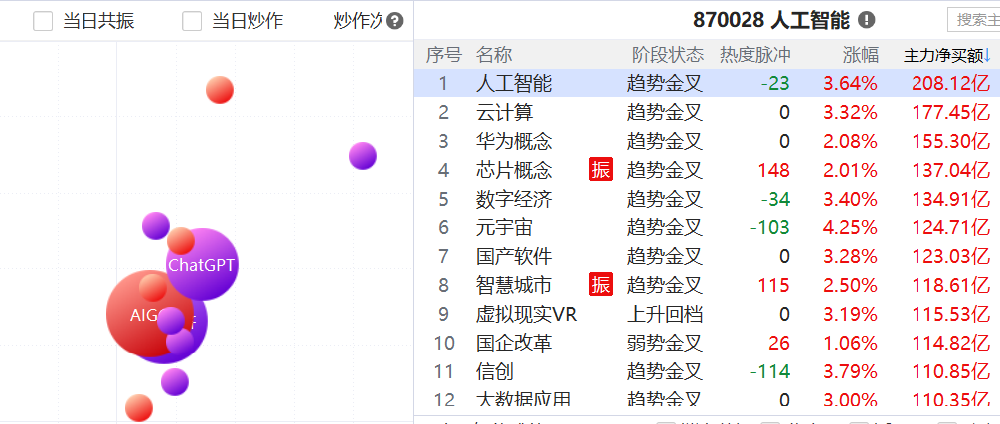 当日共振 当日炒作 炒作次 ?
870028 人工智能 ! 搜索主
序号 名称 阶段状态 热度脉冲 涨幅 主力净买额↓
1 人工智能 趋势金叉 -23 3.64% 208.12亿
2 云计算 趋势金叉 0 3.32% 177.45亿
3 华为概念 趋势金叉 0 2.08% 155.30亿
4 芯片概念 振 趋势金叉 148 2.01% 137.04亿
5 数字经济 趋势金叉 -34 3.40% 134.91亿
6 元宇宙 趋势金叉 -103 4.25% 124.71亿
7 国产软件 趋势金叉 0 3.28% 123.03亿
8 智慧城市 振 趋势金叉 115 2.50% 118.61亿
9 虚拟现实VR 上升回档 0 3.19% 115.53亿
10 国企改革 弱势金叉 26 1.06% 114.82亿
11 信创 趋势金叉 -114 3.79% 110.85亿
12 大数据应用 趋势金叉 0 3.00% 110.35亿
ChatGPT
AIG